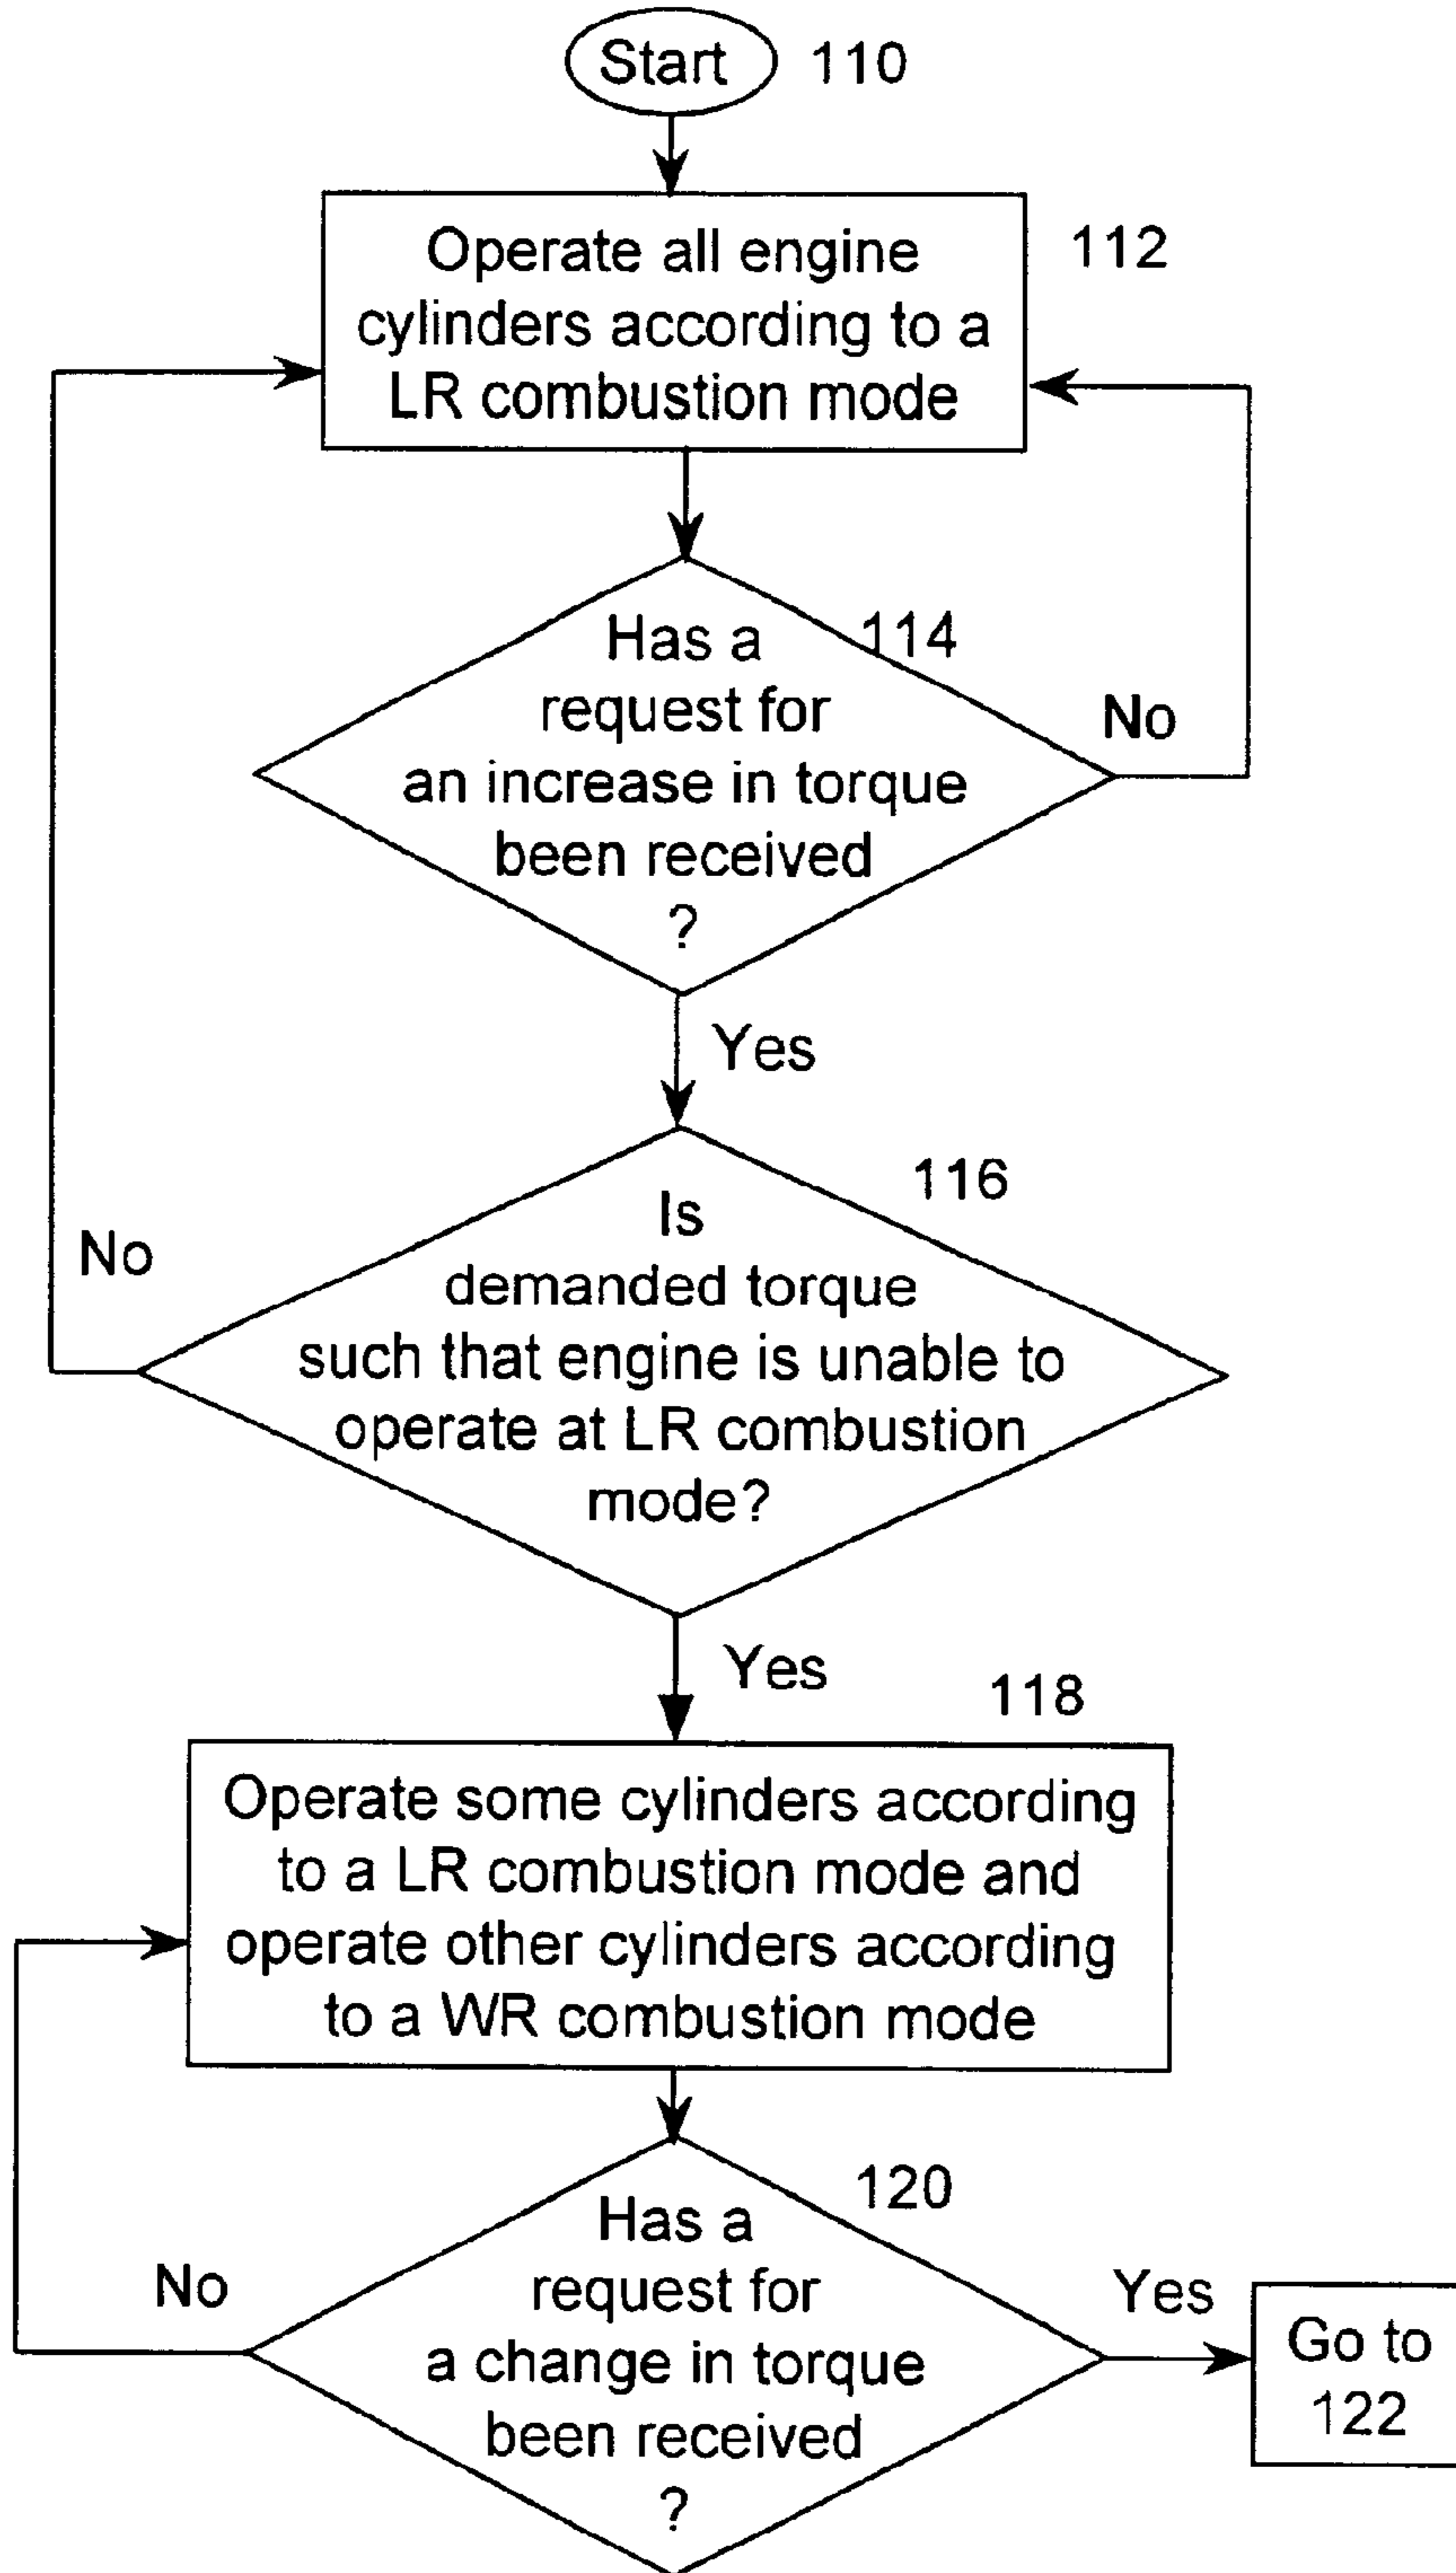 Start 110
Operate all engine
cylinders according to a
LR combustion mode
112
Has a
request for
an increase in torque
been received
?
114
No
Yes
Is
demanded torque
such that engine is unable to
operate at LR combustion
mode?
116
No
Yes
118
Operate some cylinders according
to a LR combustion mode and
operate other cylinders according
to a WR combustion mode
120
Has a
request for
a change in torque
been received
?
No
Yes
Go to
122